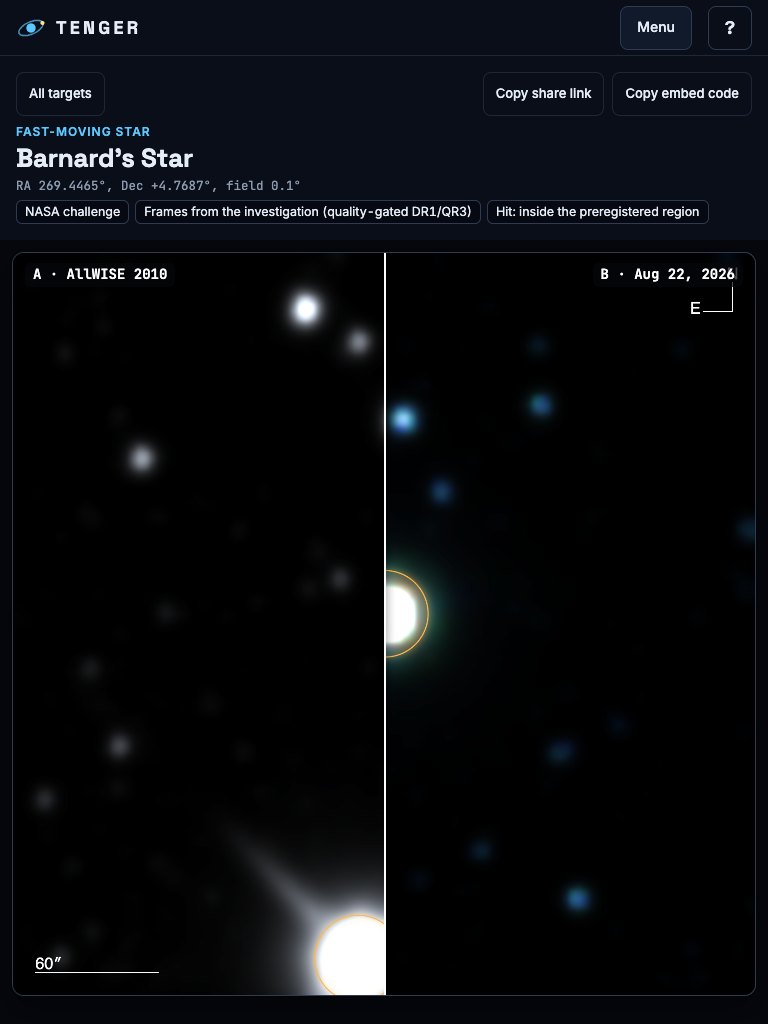 TENGER
Menu
?
All targets
Copy share link
Copy embed code
FAST-MOVING STAR
Barnard's Star
RA 269.4465°, Dec +4.7687°, field 0.1°
NASA challenge
Frames from the investigation (quality-gated DR1/QR3)
Hit: inside the preregistered region
A · AllWISE 2010
B · Aug 22, 2026
E
60″